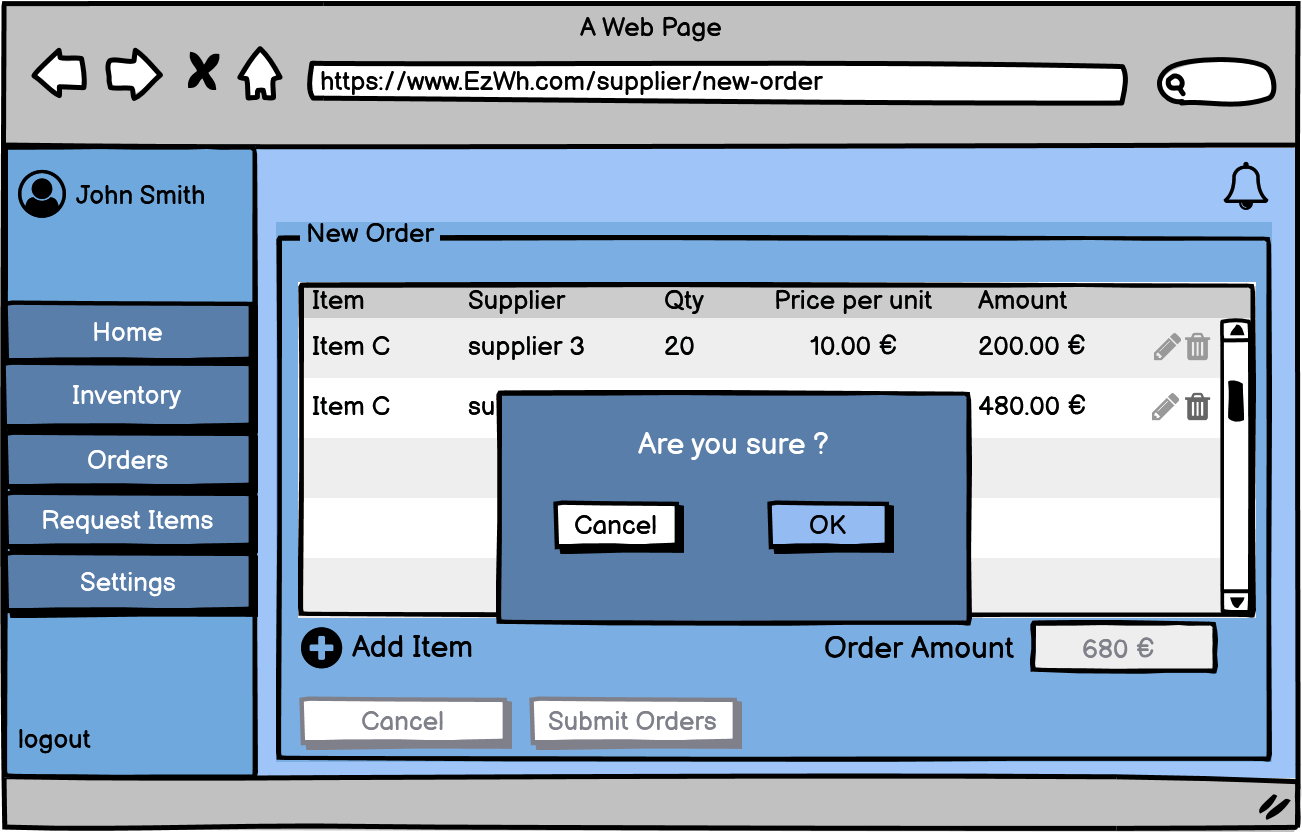 A Web Page
https://www.EzWh.com/supplier/new-order
John Smith
New Order
Item Supplier Qty Price per unit Amount
Item C supplier 3 20 10.00 € 200.00 €
Item C 480.00 €
Are you sure ?
Cancel OK
Home
Inventory
Orders
Request Items
Settings
logout
Add Item Order Amount 680 €
Cancel Submit Orders